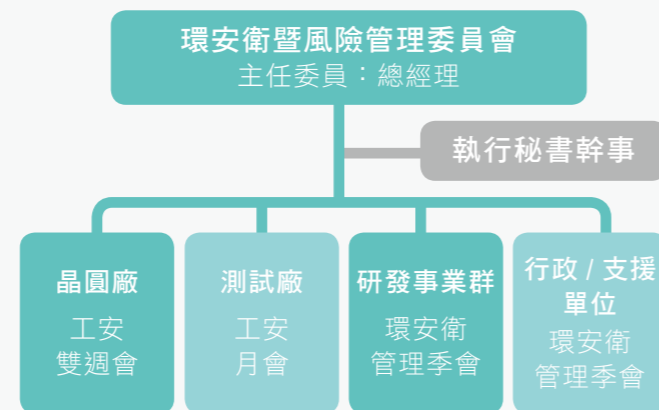 環安衛暨風險管理委員會
主任委員：總經理
執行秘書幹事
晶圓廠
工安
雙週會
測試廠
工安
月會
研發事業群
環安衛
管理季會
行政 / 支援
單位
環安衛
管理季會